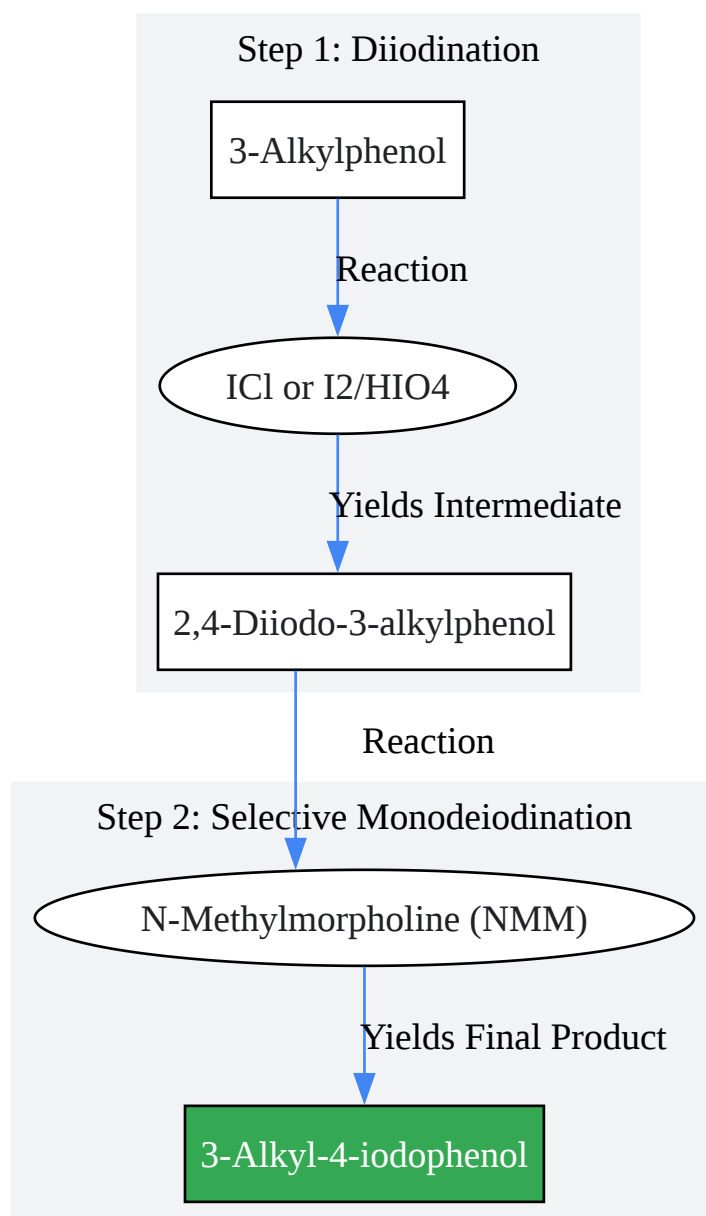 Step 1: Diiodination
3-Alkylphenol
Reaction
ICl or I2/HIO4
Yields Intermediate
2,4-Diiodo-3-alkylphenol
Reaction
Step 2: Selective Monodeiodination
N-Methylmorpholine (NMM)
Yields Final Product
3-Alkyl-4-iodophenol